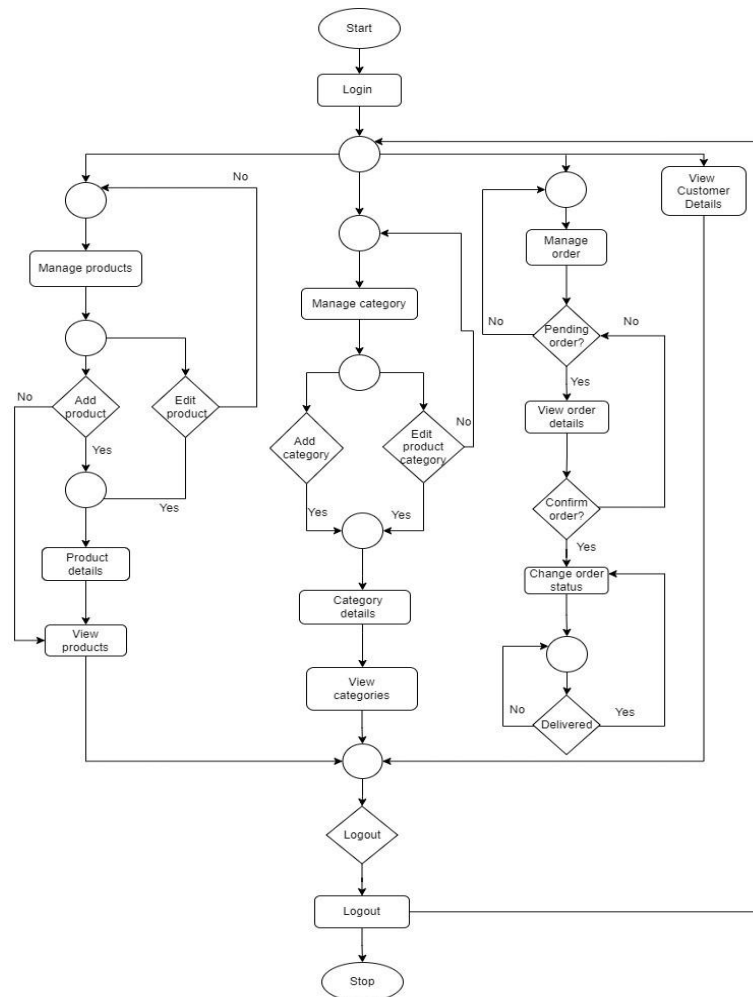 Start
Login
No
View
Customer
Details
Manage products
Manage category
Manage
order
No
Pending
order?
No
No
Add
product
Edit
product
Yes
View order
details
Add
category
Edit
product
category
No
Yes
Yes
Yes
Yes
Confirm
order?
Yes
Product
details
Category
details
Change order
status
View
products
View
categories
No
Delivered
Yes
Logout
Logout
Stop